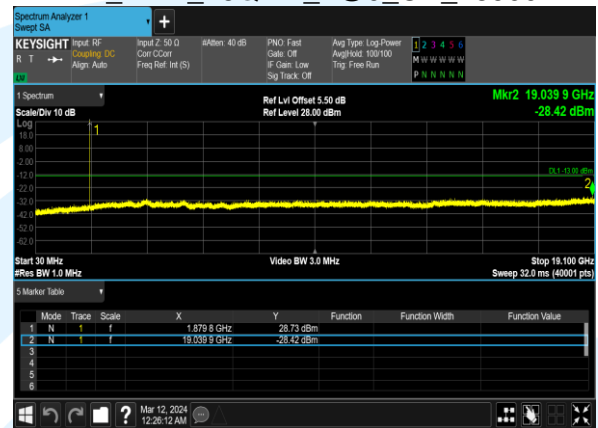 Spectrum Analyzer 1
Swept SA
+
KEYSIGHT Input: RF Input Z: 50 Ω #Atten: 40 dB PNO: Fast Avg Type: Log-Power 1 2 3 4 5 6
R T Coupling: DC Corr CCorr Gate: Off Avg|Hold: 100/100 M W W W W W
Align: Auto Freq Ref: Int (S) IF Gain: Low Trig: Free Run P N N N N N
Sig Track: Off
1 Spectrum Ref Lvl Offset 5.50 dB Mkr2 19.039 9 GHz
Scale/Div 10 dB Ref Level 28.00 dBm -28.42 dBm
Log
1
18.0
8.00
-2.00
-12.0 DL1 -13.00 dBm
-22.0 2
-32.0
-42.0
-52.0
-62.0
Start 30 MHz Video BW 3.0 MHz Stop 19.100 GHz
#Res BW 1.0 MHz Sweep 32.0 ms (40001 pts)
5 Marker Table
Mode Trace Scale X Y Function Function Width Function Value
1 N 1 f 1.879 8 GHz 28.73 dBm
2 N 1 f 19.039 9 GHz -28.42 dBm
3
4
5
6
? Mar 12, 2024
12:26:12 AM